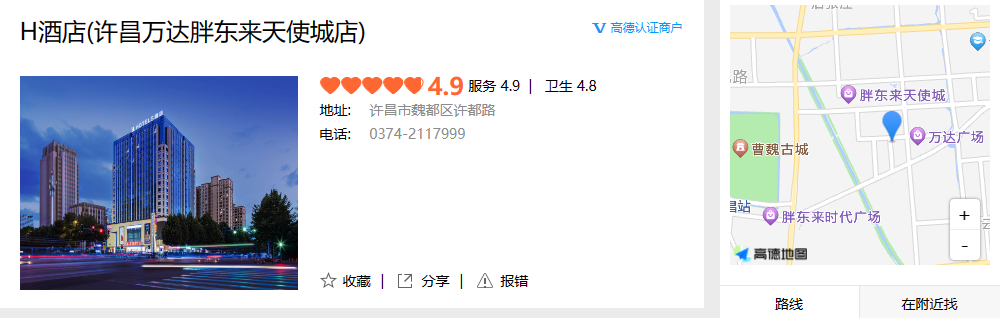 H酒店(许昌万达胖东来天使城店)
高德认证商户
4.9 服务 4.9 | 卫生 4.8
地址: 许昌市魏都区许都路
电话: 0374-2117999
收藏 | 分享 | 报错
路
胖东来天使城
万达广场
曹魏古城
昌站
胖东来时代广场
+
-
高德地图
路线
在附近找